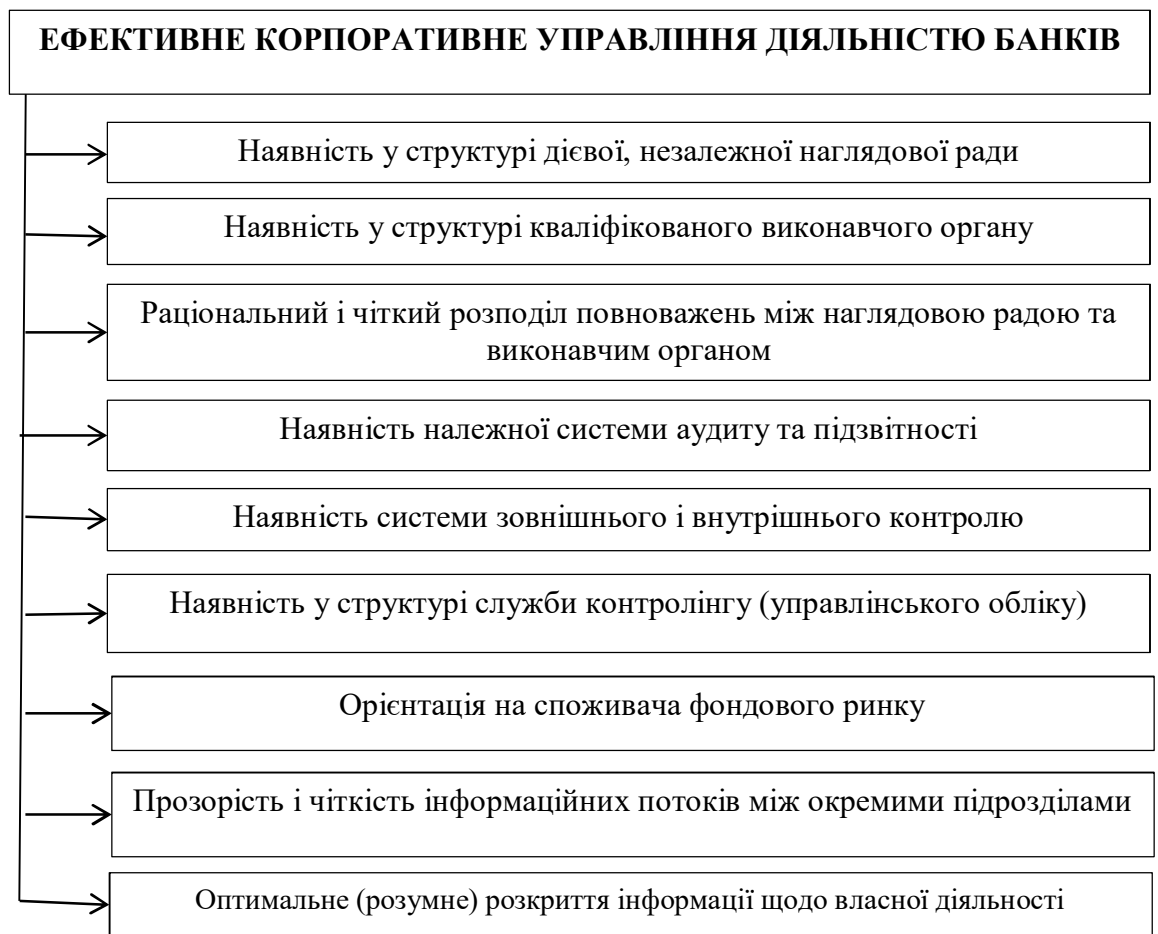 ЕФЕКТИВНЕ КОРПОРАТИВНЕ УПРАВЛІННЯ ДІЯЛЬНІСТЮ БАНКІВ
Наявність у структурі дієвої, незалежної наглядової ради
Наявність у структурі кваліфікованого виконавчого органу
Раціональний і чіткий розподіл повноважень між наглядовою радою та
виконавчим органом
Наявність належної системи аудиту та підзвітності
Наявність системи зовнішнього і внутрішнього контролю
Наявність у структурі служби контролінгу (управлінського обліку)
Орієнтація на споживача фондового ринку
Прозорість і чіткість інформаційних потоків між окремими підрозділами
Оптимальне (розумне) розкриття інформації щодо власної діяльності